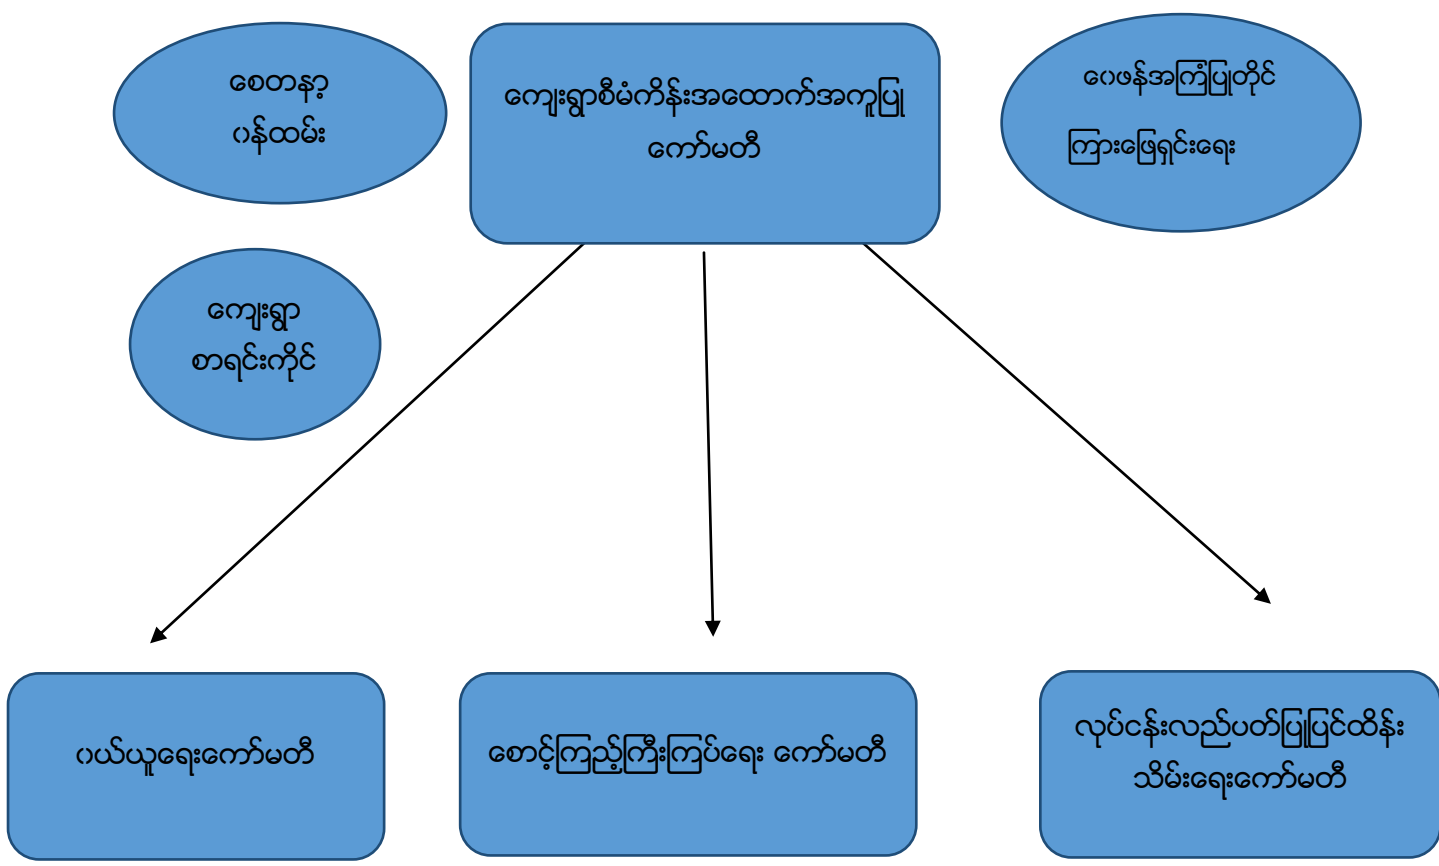 စေတနာ့
ဝန်ထမ်း
ကျေးရွာစီမံကိန်းအထောက်အကူပြု
ကော်မတီ
ဝေဖန်အကြံပြုတိုင်
ကြားဖြေရှင်းရေး
ကျေးရွာ
စာရင်းကိုင်
ဝယ်ယူရေးကော်မတီ
စောင့်ကြည့်ကြီးကြပ်ရေး ကော်မတီ
လုပ်ငန်းလည်ပတ်ပြုပြင်ထိန်း
သိမ်းရေးကော်မတီ